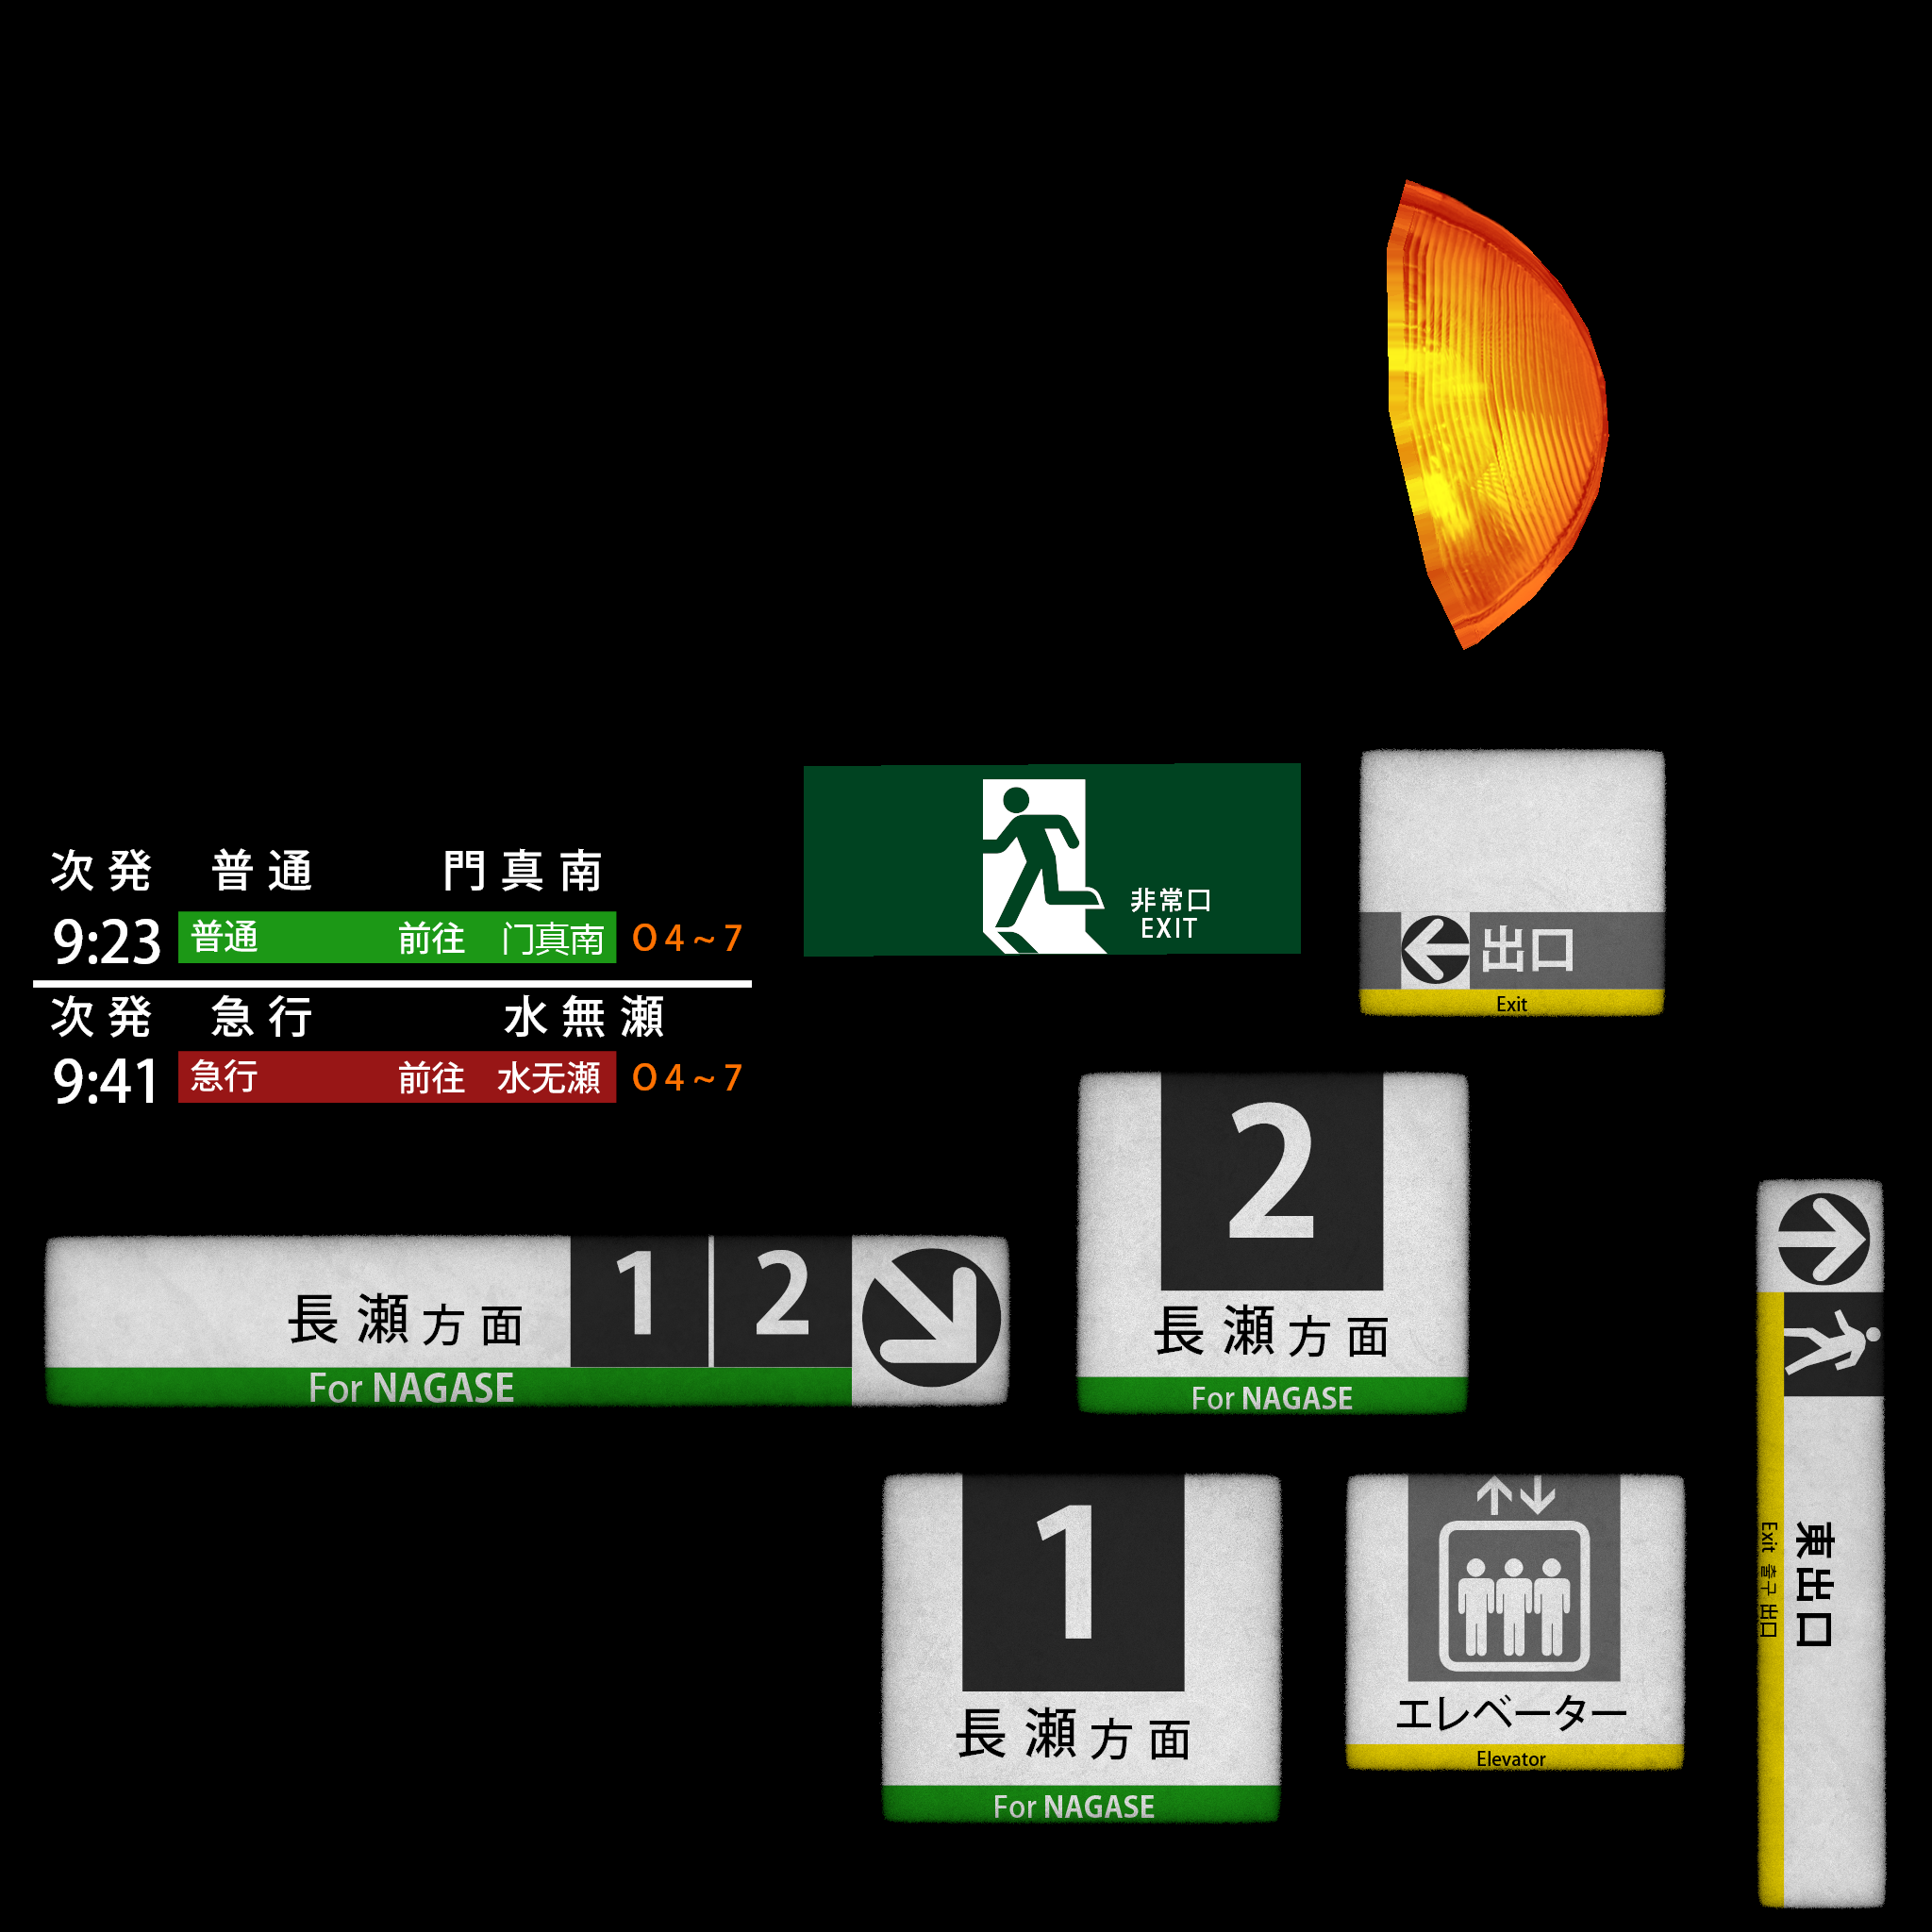 次発 普通 門真南
9:23 普通 前往 门真南 O 4 ~ 7
次発 急行 水無瀬
9:41 急行 前往 水无瀬 O 4 ~ 7
非常口
EXIT
出口
Exit
2
長瀬方面
For NAGASE
長瀬方面 1 2
For NAGASE
1
長瀬方面
For NAGASE
エレベーター
Elevator
東出口
Exit 출구 出口